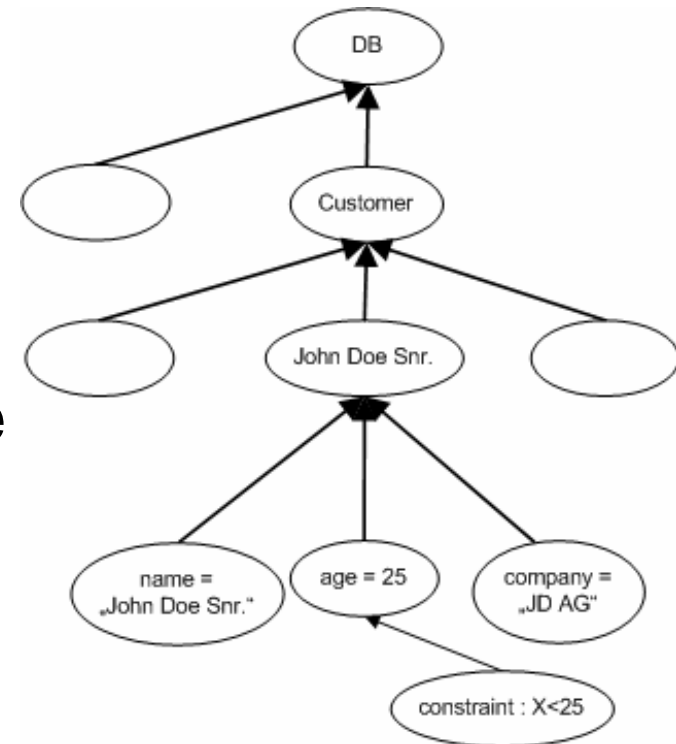 DB
Customer
John Doe Snr.
e
name =
„John Doe Snr.“
age = 25
company =
„JD AG“
constraint : X<25